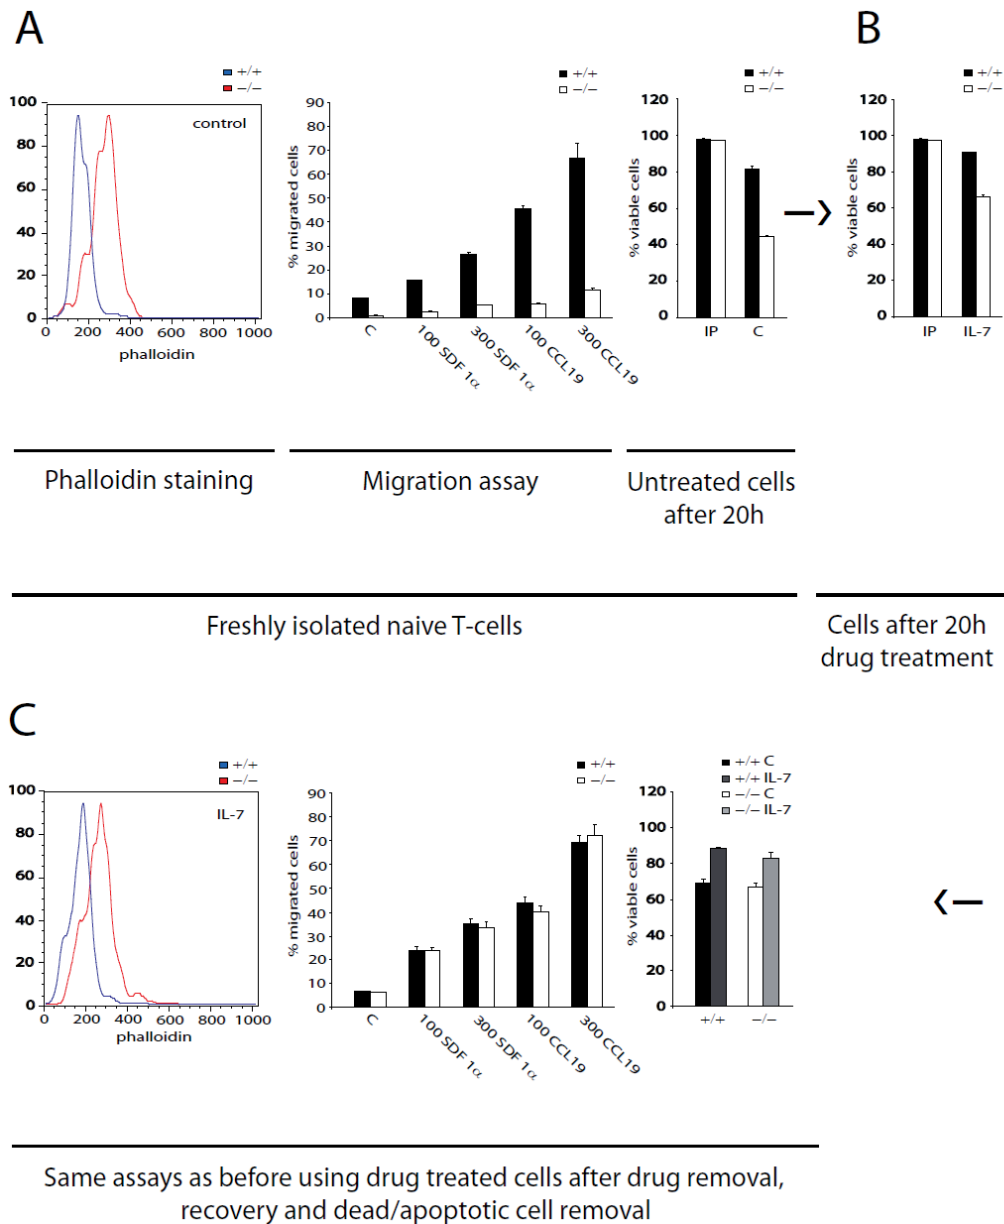 A
B
+/+
−/−
100
80
60
40
20
0
control
0 200 400 600 800 1000
phalloidin
+/+
−/−
90
80
70
60
50
40
30
20
10
0
% migrated cells
C
100 SDF 1α
300 SDF 1α
100 CCL19
300 CCL19
+/+
−/−
120
100
80
60
40
20
0
% viable cells
IP C
+/+
−/−
120
100
80
60
40
20
0
% viable cells
IP IL-7
Phalloidin staining
Migration assay
Untreated cells
after 20h
Freshly isolated naive T-cells
Cells after 20h
drug treatment
C
+/+
−/−
100
80
60
40
20
0
IL-7
0 200 400 600 800 1000
phalloidin
+/+
−/−
90
80
70
60
50
40
30
20
10
0
% migrated cells
C
100 SDF 1α
300 SDF 1α
100 CCL19
300 CCL19
+/+ C
+/+ IL-7
−/− C
−/− IL-7
120
100
80
60
40
20
0
% viable cells
+/+ −/−
Same assays as before using drug treated cells after drug removal,
recovery and dead/apoptotic cell removal